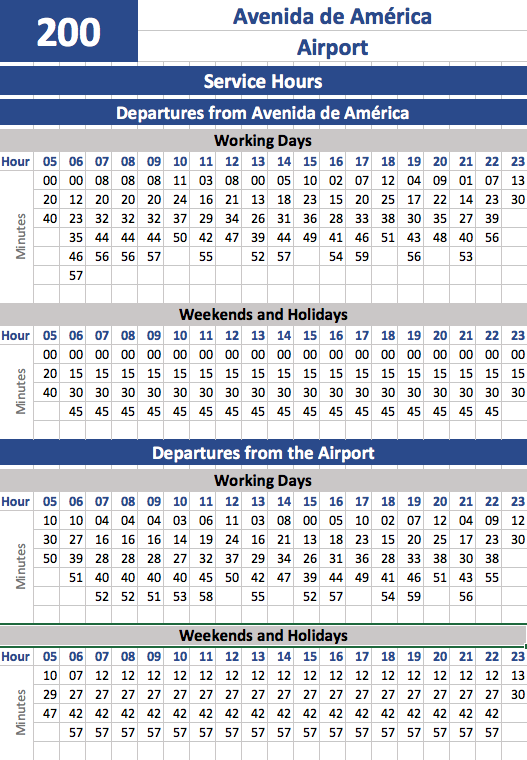 200
Avenida de América
Airport
Service Hours
Departures from Avenida de América
Working Days
Hour 05 06 07 08 09 10 11 12 13 14 15 16 17 18 19 20 21 22 23
Minutes
00 00 08 08 08 11 03 08 00 05 10 02 07 12 04 09 01 07 13
20 12 20 20 20 24 16 21 13 18 23 15 20 25 17 22 14 23 30
40 23 32 32 32 37 29 34 26 31 36 28 33 38 30 35 27 39
35 44 44 44 50 42 47 39 44 49 41 46 51 43 48 40 56
46 56 56 57 55 52 57 54 59 56 53
57
Weekends and Holidays
Hour 05 06 07 08 09 10 11 12 13 14 15 16 17 18 19 20 21 22 23
Minutes
00 00 00 00 00 00 00 00 00 00 00 00 00 00 00 00 00 00 00
20 15 15 15 15 15 15 15 15 15 15 15 15 15 15 15 15 15 15
40 30 30 30 30 30 30 30 30 30 30 30 30 30 30 30 30 30 30
45 45 45 45 45 45 45 45 45 45 45 45 45 45 45 45 45
Departures from the Airport
Working Days
Hour 05 06 07 08 09 10 11 12 13 14 15 16 17 18 19 20 21 22 23
Minutes
10 10 04 04 04 03 06 11 03 08 00 05 10 02 07 12 04 09 12
30 27 16 16 16 14 19 24 16 21 13 18 23 15 20 25 17 23 30
50 39 28 28 28 27 32 37 29 34 26 31 36 28 33 38 30 38
51 40 40 40 40 45 50 42 47 39 44 49 41 46 51 43 55
52 52 51 53 58 55 52 57 54 59 56
Weekends and Holidays
Hour 05 06 07 08 09 10 11 12 13 14 15 16 17 18 19 20 21 22 23
Minutes
10 07 12 12 12 12 12 12 12 12 12 12 12 12 12 12 12 12 13
29 27 27 27 27 27 27 27 27 27 27 27 27 27 27 27 27 27 30
47 42 42 42 42 42 42 42 42 42 42 42 42 42 42 42 42 42
57 57 57 57 57 57 57 57 57 57 57 57 57 57 57 57 57